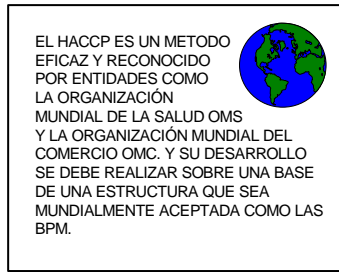 EL HACCP ES UN METODO
EFICAZ Y RECONOCIDO
POR ENTIDADES COMO
LA ORGANIZACIÓN
MUNDIAL DE LA SALUD OMS
Y LA ORGANIZACIÓN MUNDIAL DEL
COMERCIO OMC. Y SU DESARROLLO
SE DEBE REALIZAR SOBRE UNA BASE
DE UNA ESTRUCTURA QUE SEA
MUNDIALMENTE ACEPTADA COMO LAS
BPM.